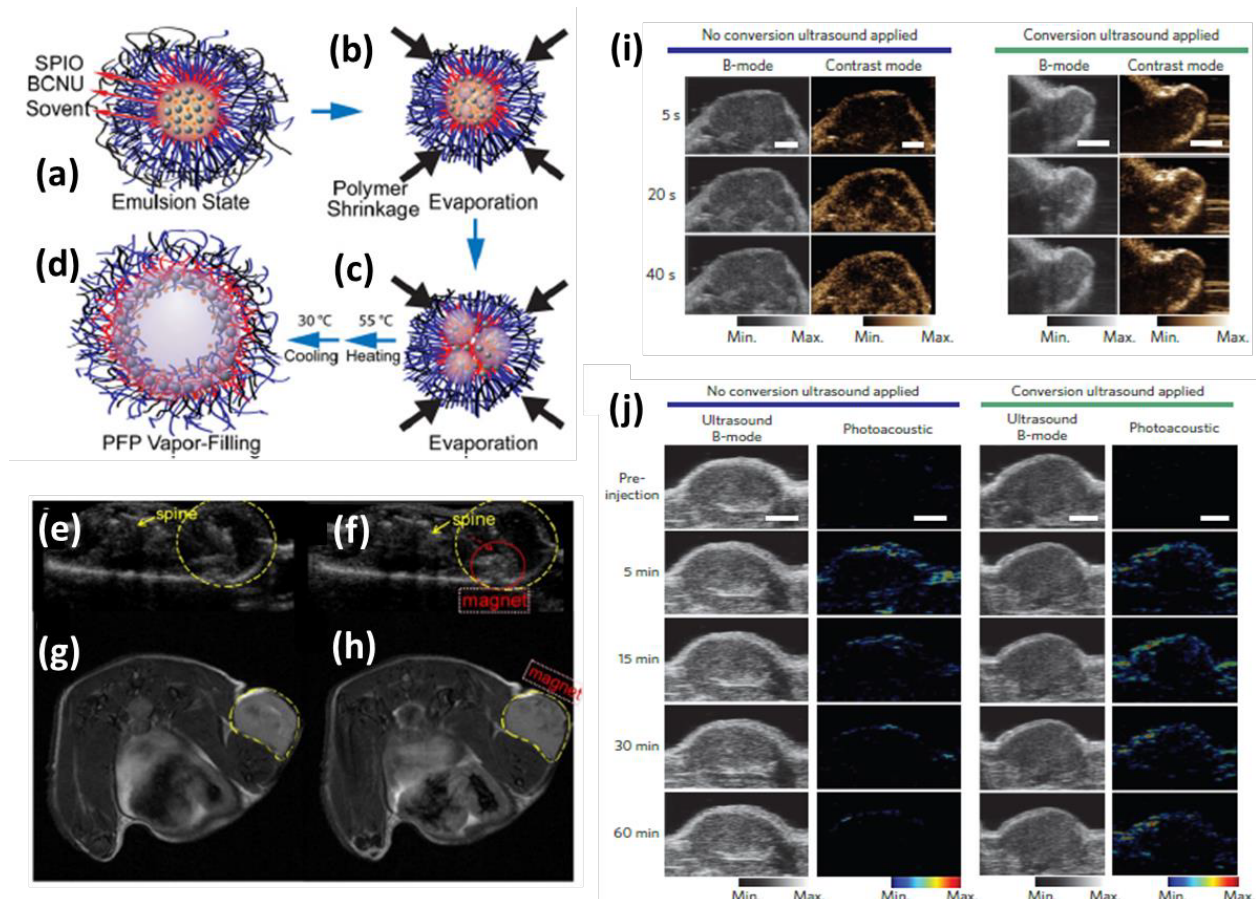 SPIO
BCNU
Sovent
(a)
Emulsion State
(b)
Polymer
Shrinkage
Evaporation
(d)
PFP Vapor-Filling
30 °C
Cooling
55 °C
Heating
(c)
Evaporation
(e)
spine
(f)
spine
magnet
(g)
(h)
magnet
(i)
No conversion ultrasound applied
Conversion ultrasound applied
B-mode
Contrast mode
B-mode
Contrast mode
5 s
20 s
40 s
Min. Max.
Min. Max.
Min. Max.
Min. Max.
(j)
No conversion ultrasound applied
Conversion ultrasound applied
Ultrasound
B-mode
Photoacoustic
Ultrasound
B-mode
Photoacoustic
Pre-
injection
5 min
15 min
30 min
60 min
Min. Max.
Min. Max.
Min. Max.
Min. Max.